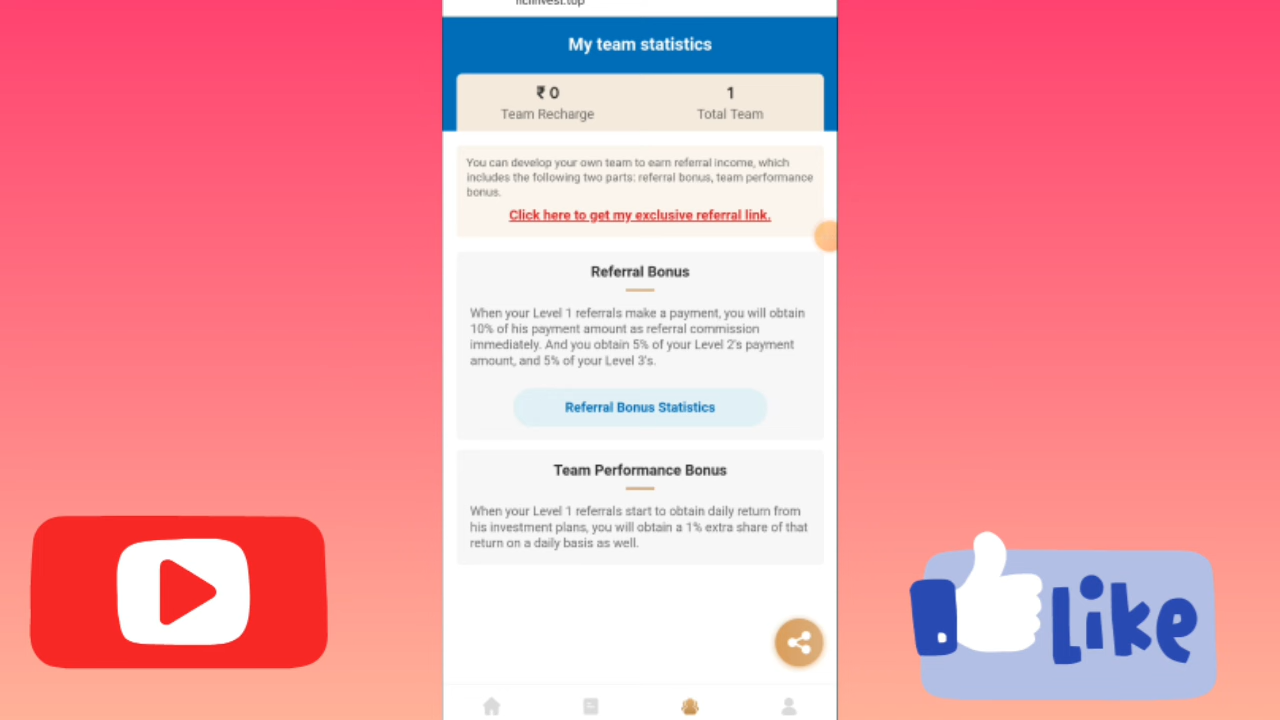 My team statistics
₹ 0
1
Team Recharge
Total Team
You can develop your own team to earn referral income, which
includes the following two parts: referral bonus, team performance
bonus.
Click here to get my exclusive referral link.
Referral Bonus
When your Level 1 referrals make a payment, you will obtain
10% of his payment amount as referral commission
immediately. And you obtain 5% of your Level 2's payment
amount, and 5% of your Level 3's.
Referral Bonus Statistics
Team Performance Bonus
When your Level 1 referrals start to obtain daily return from
his investment plans, you will obtain a 1% extra share of that
return on a daily basis as well.
Like